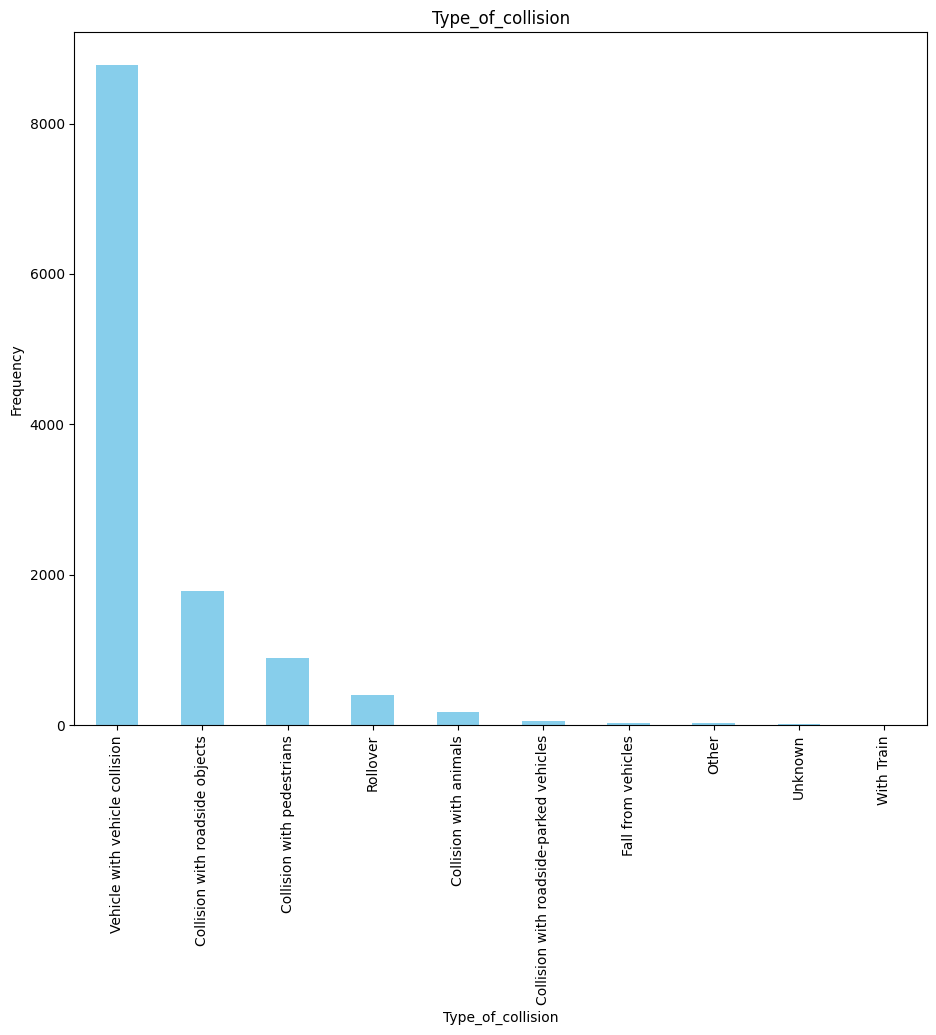 Type_of_collision
Frequency
8000
6000
4000
2000
0
Vehicle with vehicle collision
Collision with roadside objects
Collision with pedestrians
Rollover
Collision with animals
Collision with roadside-parked vehicles
Fall from vehicles
Other
Unknown
With Train
Type_of_collision